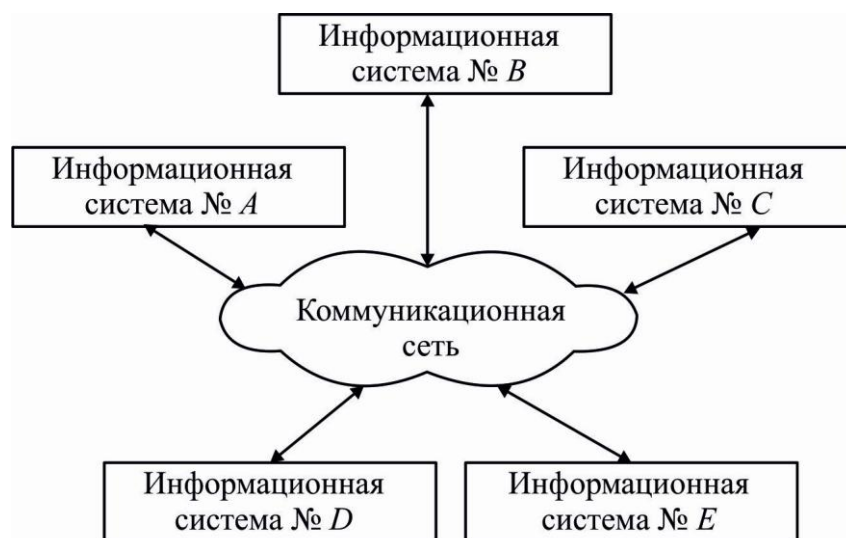 Информационная
система № B
Информационная
система № A
Информационная
система № C
Коммуникационная
сеть
Информационная
система № D
Информационная
система № E